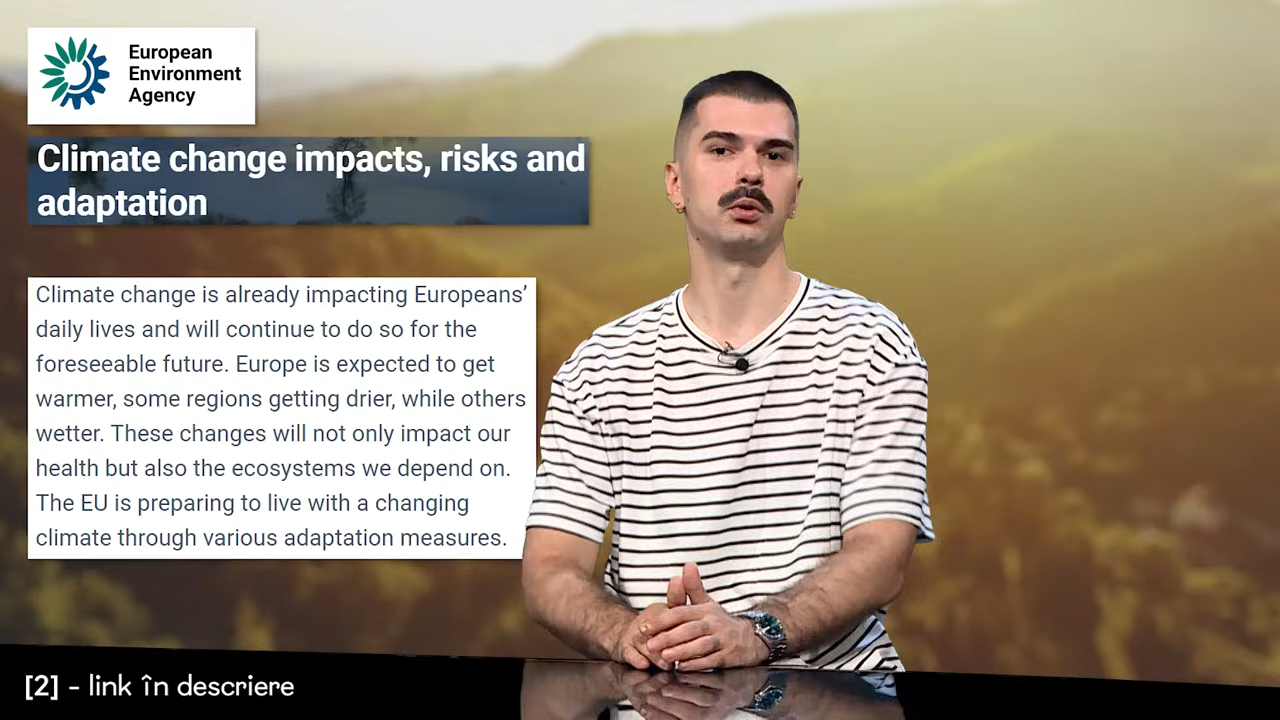 European
Environment
Agency
Climate change impacts, risks and
adaptation
Climate change is already impacting Europeans’
daily lives and will continue to do so for the
foreseeable future. Europe is expected to get
warmer, some regions getting drier, while others
wetter. These changes will not only impact our
health but also the ecosystems we depend on.
The EU is preparing to live with a changing
climate through various adaptation measures.
[2] - link în descriere